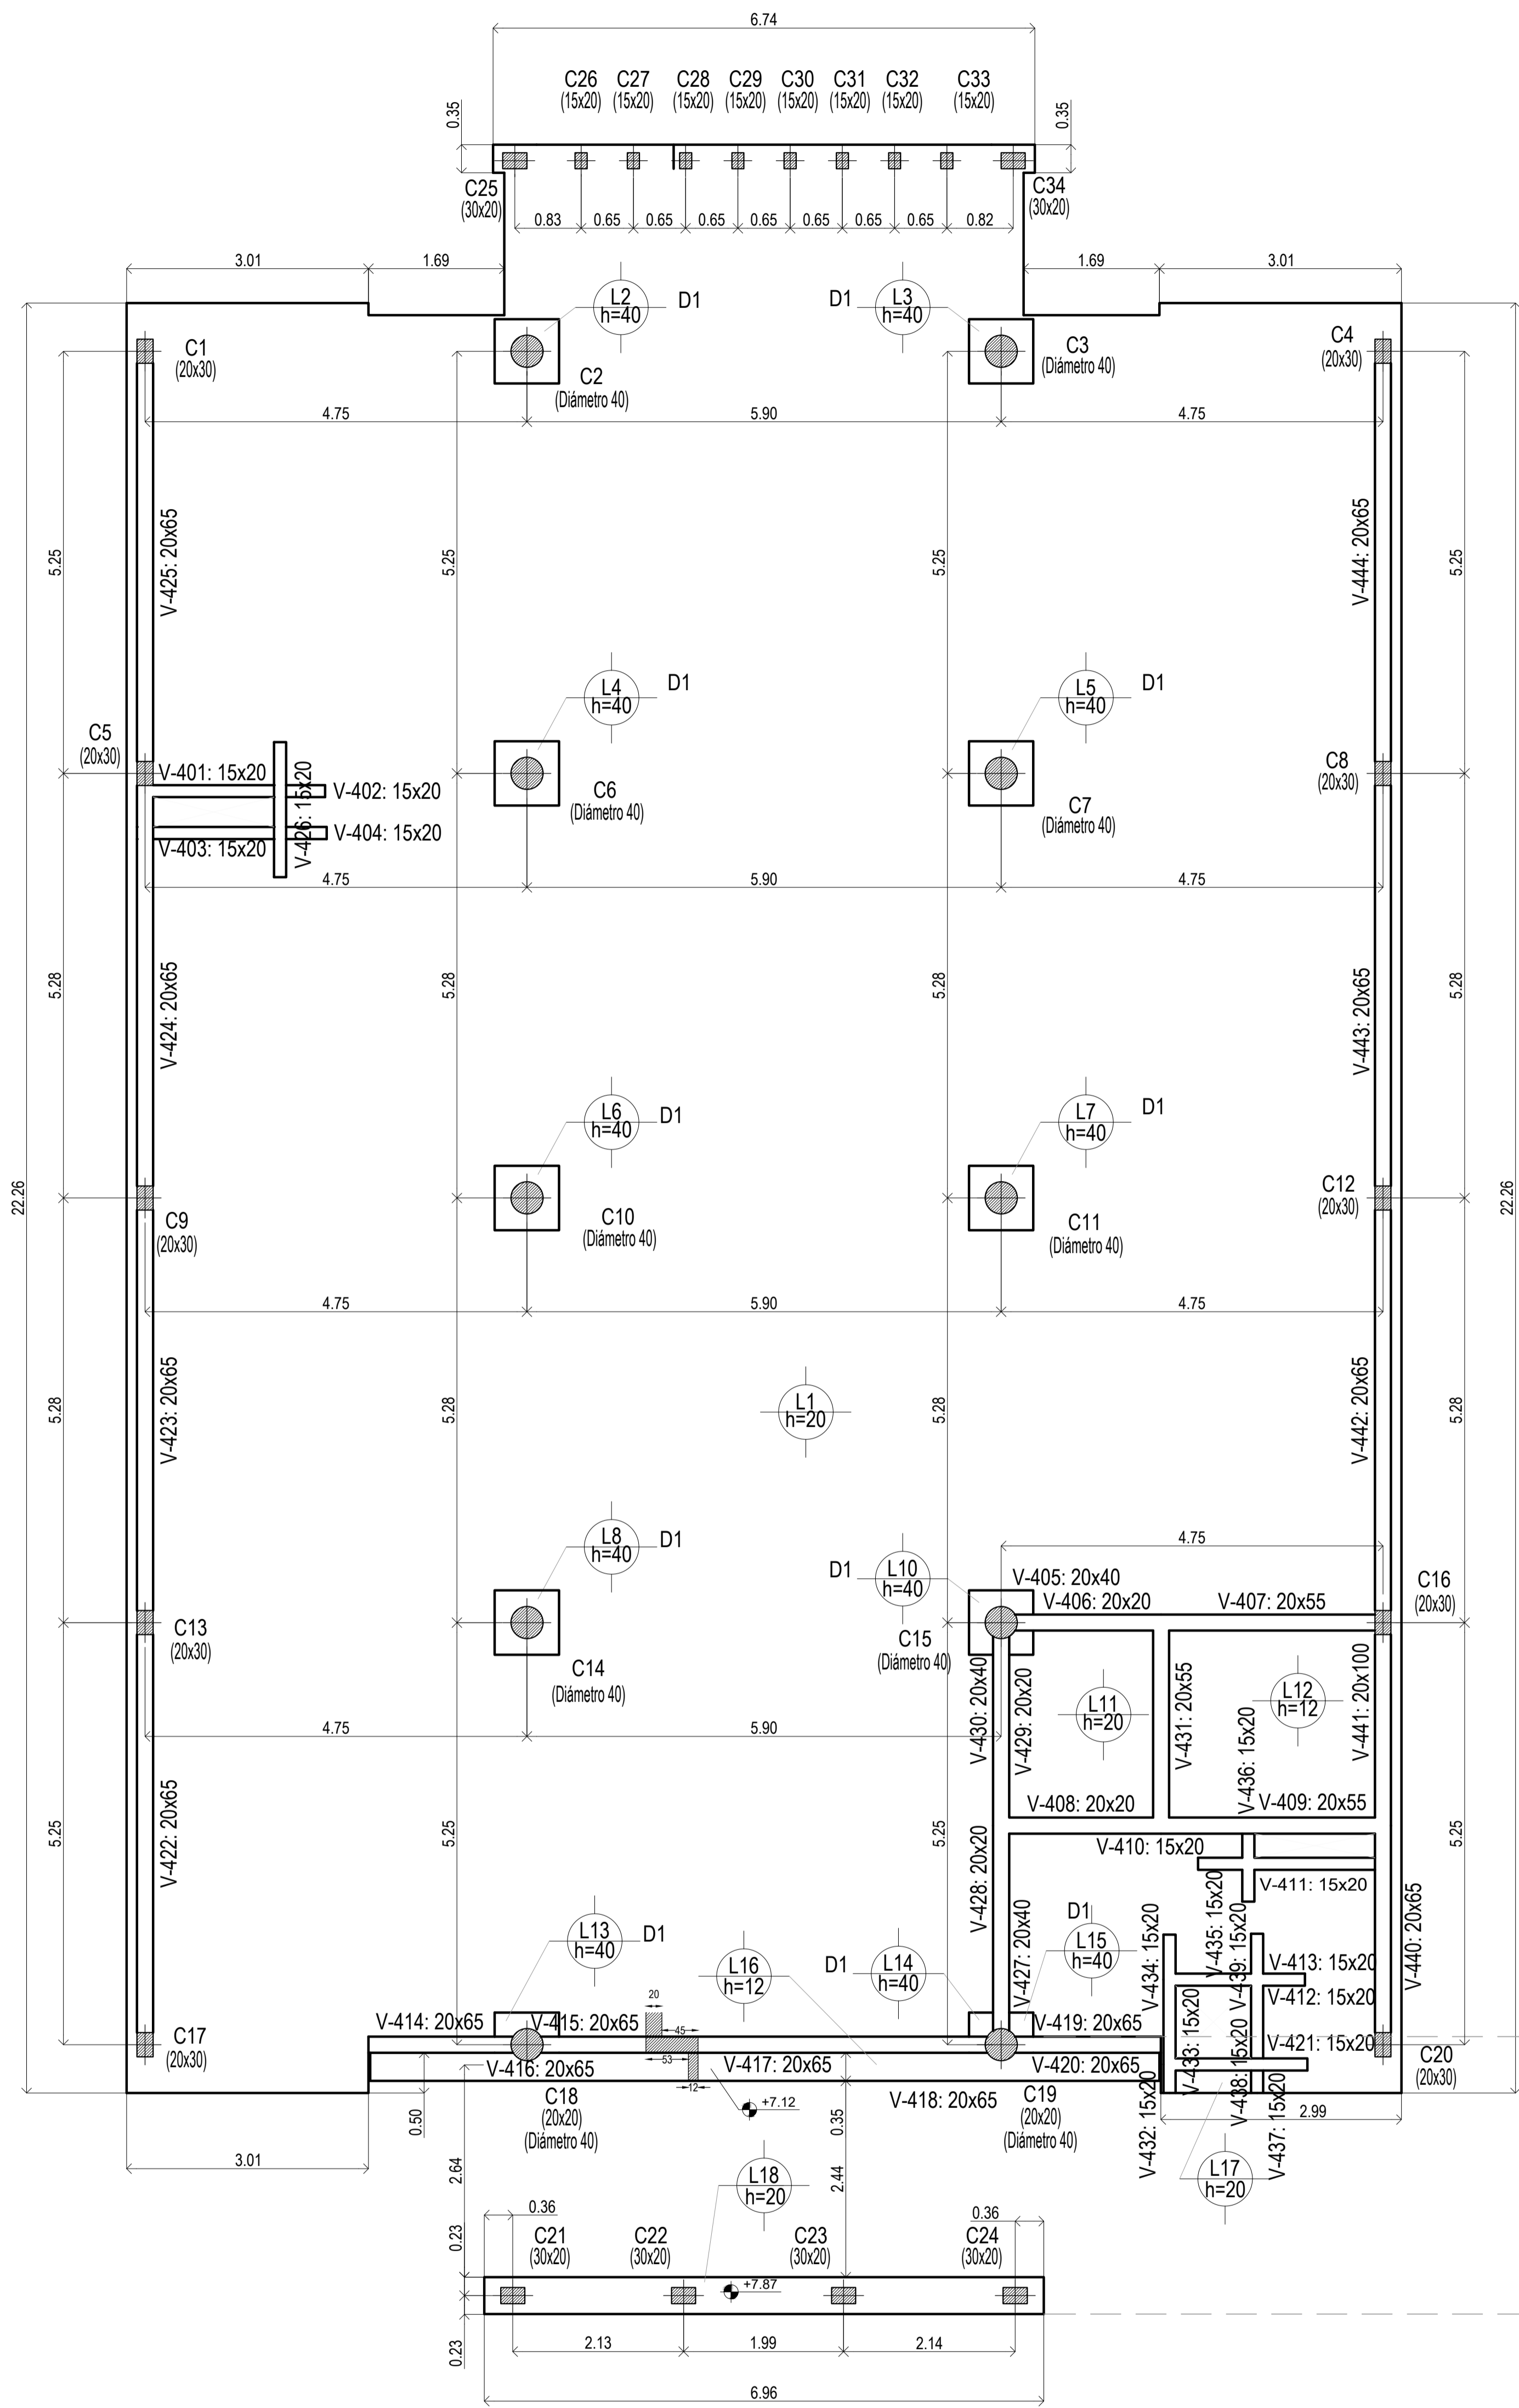 6.74
C26 C27 C28 C29 C30 C31 C32 C33
(15x20) (15x20) (15x20) (15x20) (15x20) (15x20) (15x20) (15x20)
0.35
0.35
C25
(30x20)
C34
(30x20)
0.83 0.65 0.65 0.65 0.65 0.65 0.65 0.65 0.82
3.01 1.69 1.69 3.01
L2
h=40
D1
D1
L3
h=40
C1
(20x30)
C2
(Diámetro 40)
C3
(Diámetro 40)
C4
(20x30)
4.75 5.90 4.75
5.25
V-425: 20x65
5.25
5.25
V-444: 20x65
5.25
L4
h=40
D1
L5
h=40
D1
C5
(20x30)
V-401: 15x20
V-402: 15x20
V-426: 15x20
V-404: 15x20
V-403: 15x20
C6
(Diámetro 40)
C7
(Diámetro 40)
C8
(20x30)
4.75 5.90 4.75
5.28
V-424: 20x65
5.28
5.28
V-443: 20x65
5.28
L6
h=40
D1
L7
h=40
D1
22.26
22.26
C9
(20x30)
C10
(Diámetro 40)
C11
(Diámetro 40)
C12
(20x30)
4.75 5.90 4.75
5.28
V-423: 20x65
5.28
L1
h=20
5.28
V-442: 20x65
5.28
L8
h=40
D1
D1
L10
h=40
4.75
V-405: 20x40
V-406: 20x20
V-407: 20x55
C16
(20x30)
C13
(20x30)
C14
(Diámetro 40)
C15
(Diámetro 40)
4.75 5.90
V-430: 20x40
V-429: 20x20
L11
h=20
V-431: 20x55
V-436: 15x20
L12
h=12
V-441: 20x100
V-408: 20x20
V-409: 20x55
5.25
V-422: 20x65
5.25
5.25
V-428: 20x20
V-427: 20x40
5.25
V-410: 15x20
V-411: 15x20
V-434: 15x20
V-435: 15x20
V-439: 15x20
V-440: 20x65
L13
h=40
D1
L16
h=12
D1
L14
h=40
D1
L15
h=40
V-413: 15x20
V-412: 15x20
V-433: 15x20
V-438: 15x20
V-421: 15x20
20
45
53
12
C17
(20x30)
V-414: 20x65
V-415: 20x65
V-419: 20x65
V-416: 20x65
V-417: 20x65
V-420: 20x65
C20
(20x30)
V-418: 20x65
C18
(20x20)
(Diámetro 40)
C19
(20x20)
(Diámetro 40)
+7.12
0.50
0.35
V-432: 15x20
V-437: 15x20
2.99
3.01
2.64
2.44
L18
h=20
L17
h=20
0.36
0.36
0.23
C21
(30x20)
C22
(30x20)
C23
(30x20)
C24
(30x20)
+7.87
0.23
2.13 1.99 2.14
6.96